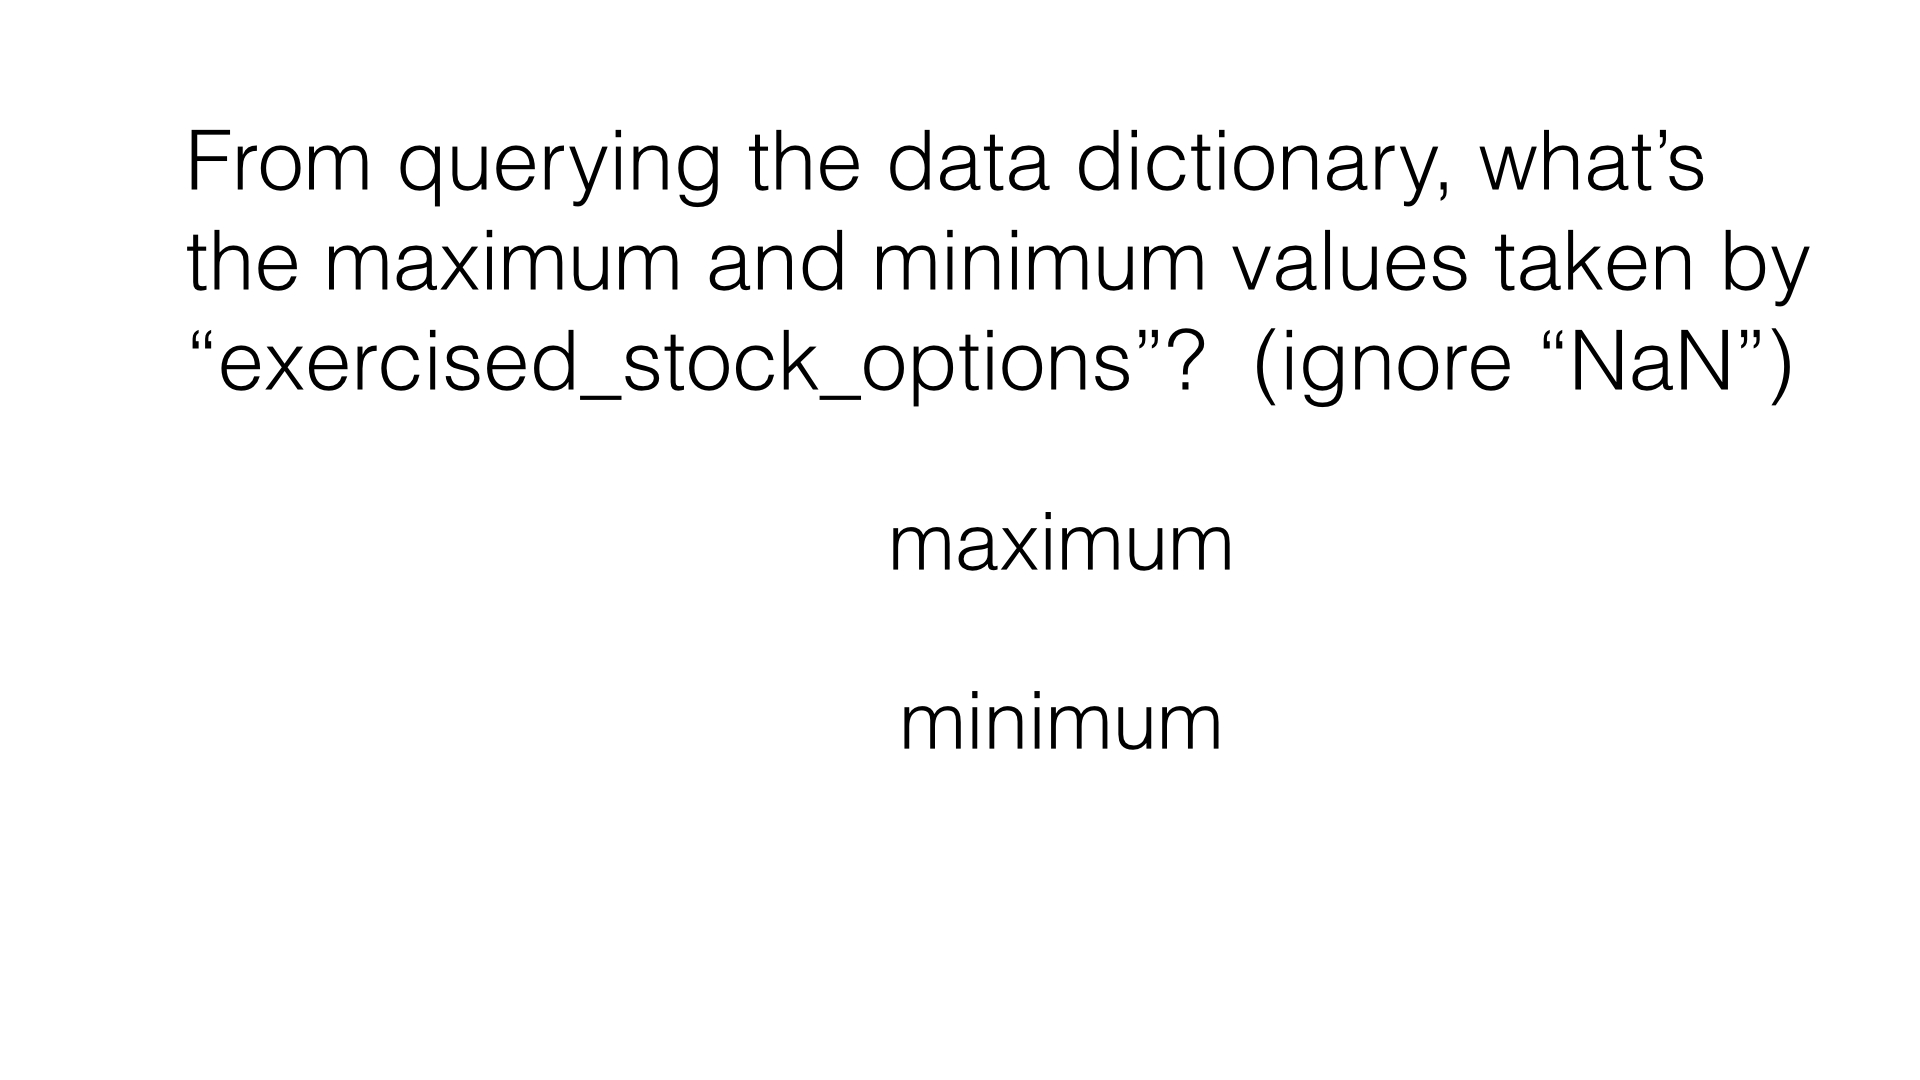 From querying the data dictionary, what’s
the maximum and minimum values taken by
“exercised_stock_options”?  (ignore “NaN”)
maximum
minimum